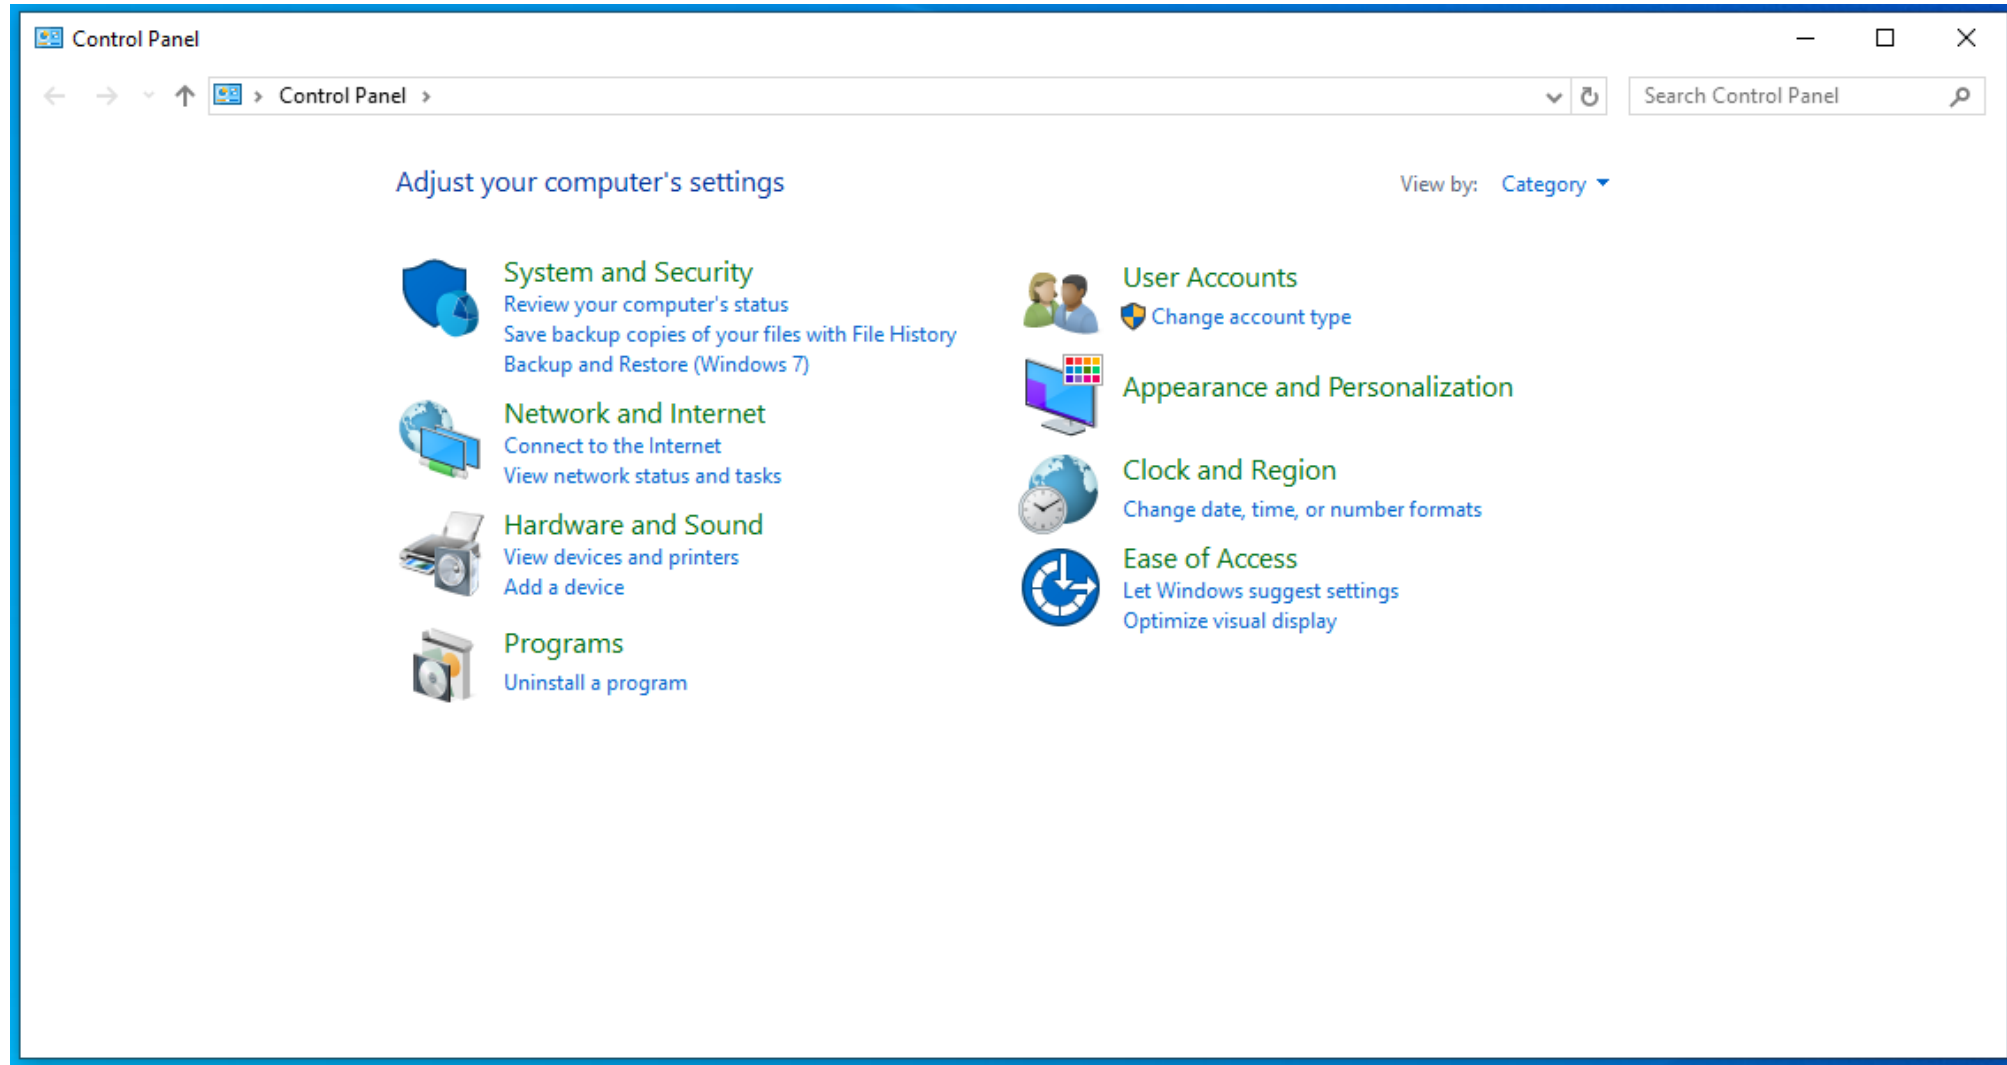 Control Panel
Control Panel
Search Control Panel
Adjust your computer's settings
View by: Category
System and Security
Review your computer's status
Save backup copies of your files with File History
Backup and Restore (Windows 7)
Network and Internet
Connect to the Internet
View network status and tasks
Hardware and Sound
View devices and printers
Add a device
Programs
Uninstall a program
User Accounts
Change account type
Appearance and Personalization
Clock and Region
Change date, time, or number formats
Ease of Access
Let Windows suggest settings
Optimize visual display